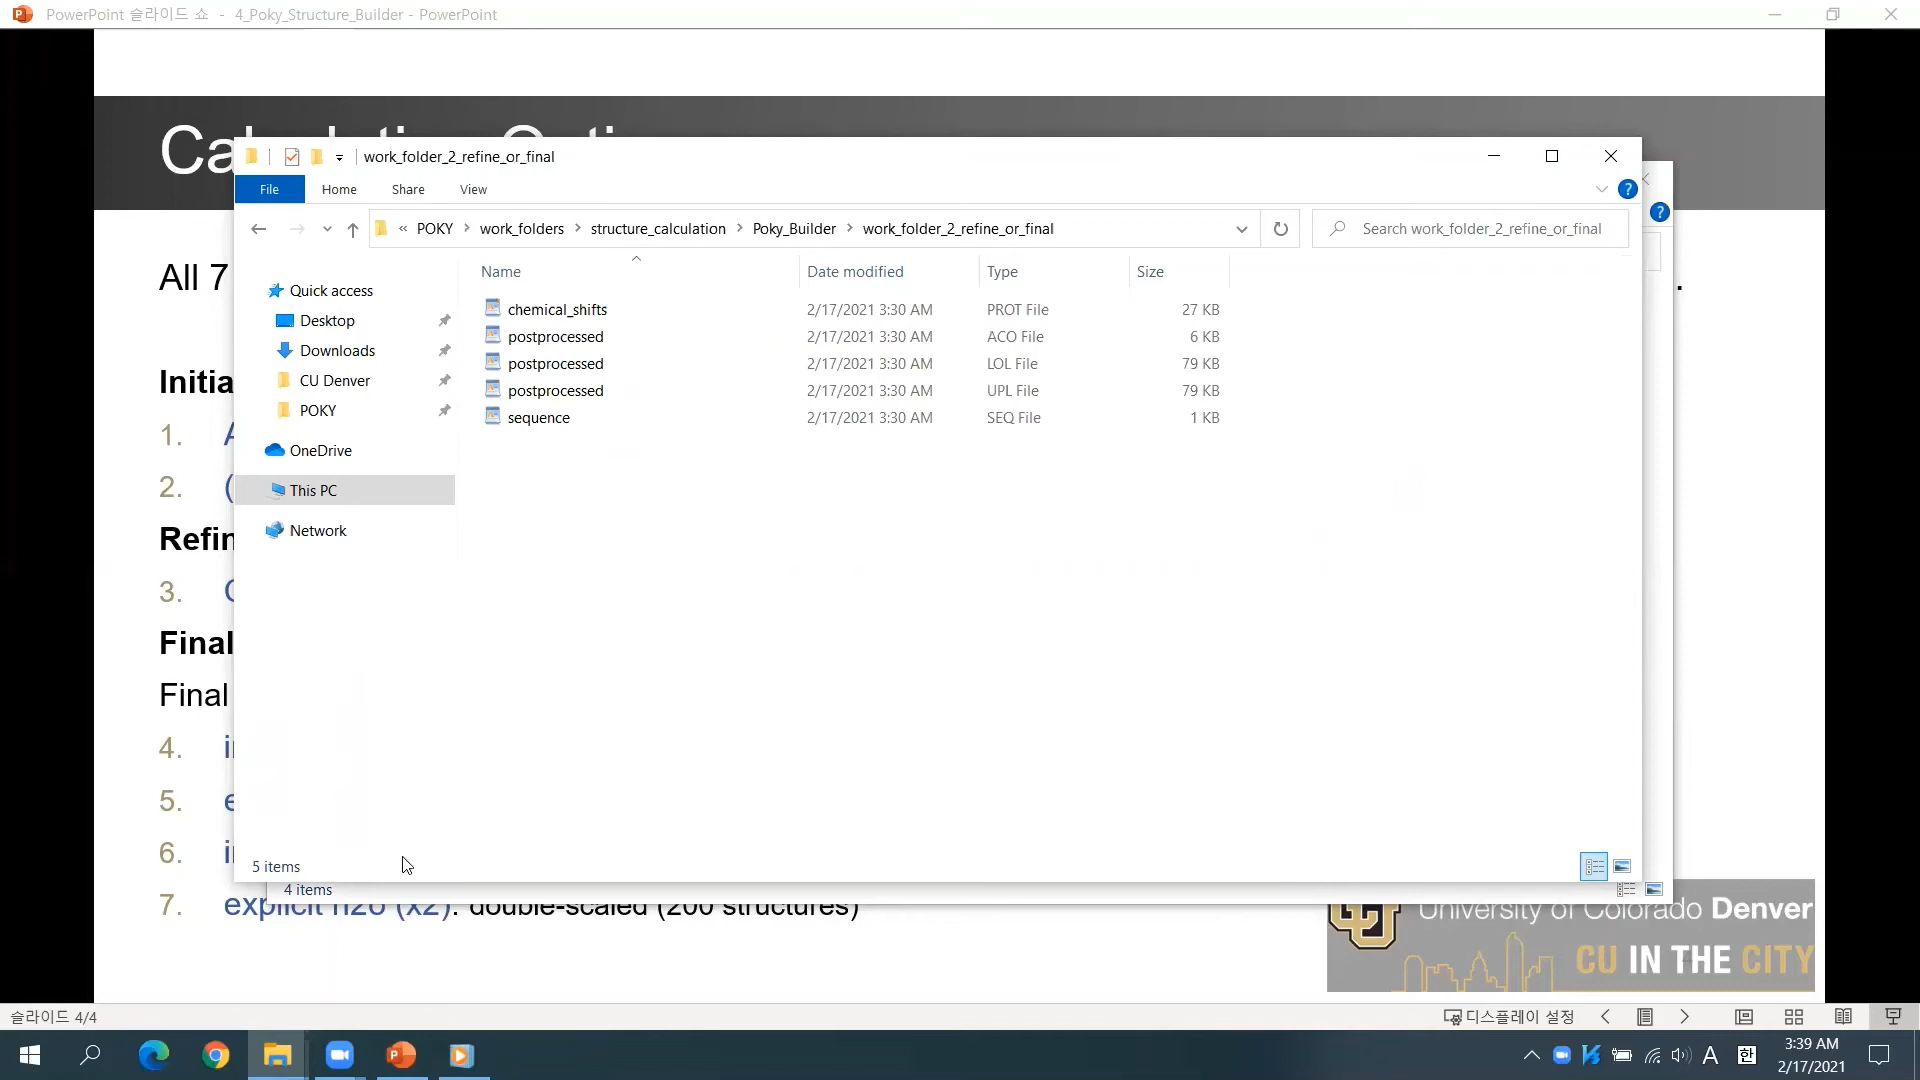 PowerPoint 슬라이드 쇼 - 4_Poky_Structure_Builder - PowerPoint
work_folder_2_refine_or_final
File Home Share View
« POKY > work_folders > structure_calculation > Poky_Builder > work_folder_2_refine_or_final
Search work_folder_2_refine_or_final
Name Date modified Type Size
chemical_shifts 2/17/2021 3:30 AM PROT File 27 KB
postprocessed 2/17/2021 3:30 AM ACO File 6 KB
postprocessed 2/17/2021 3:30 AM LOL File 79 KB
postprocessed 2/17/2021 3:30 AM UPL File 79 KB
sequence 2/17/2021 3:30 AM SEQ File 1 KB
Quick access
Desktop
Downloads
CU Denver
POKY
OneDrive
This PC
Network
5 items
4 items
All 7
1.
2.
3.
Final
4.
5.
6.
7. explicit h2o (x2): double-scaled (200 structures)
University of Colorado Denver
CU IN THE CITY
슬라이드 4/4
디스플레이 설정
A 한
3:39 AM
2/17/2021